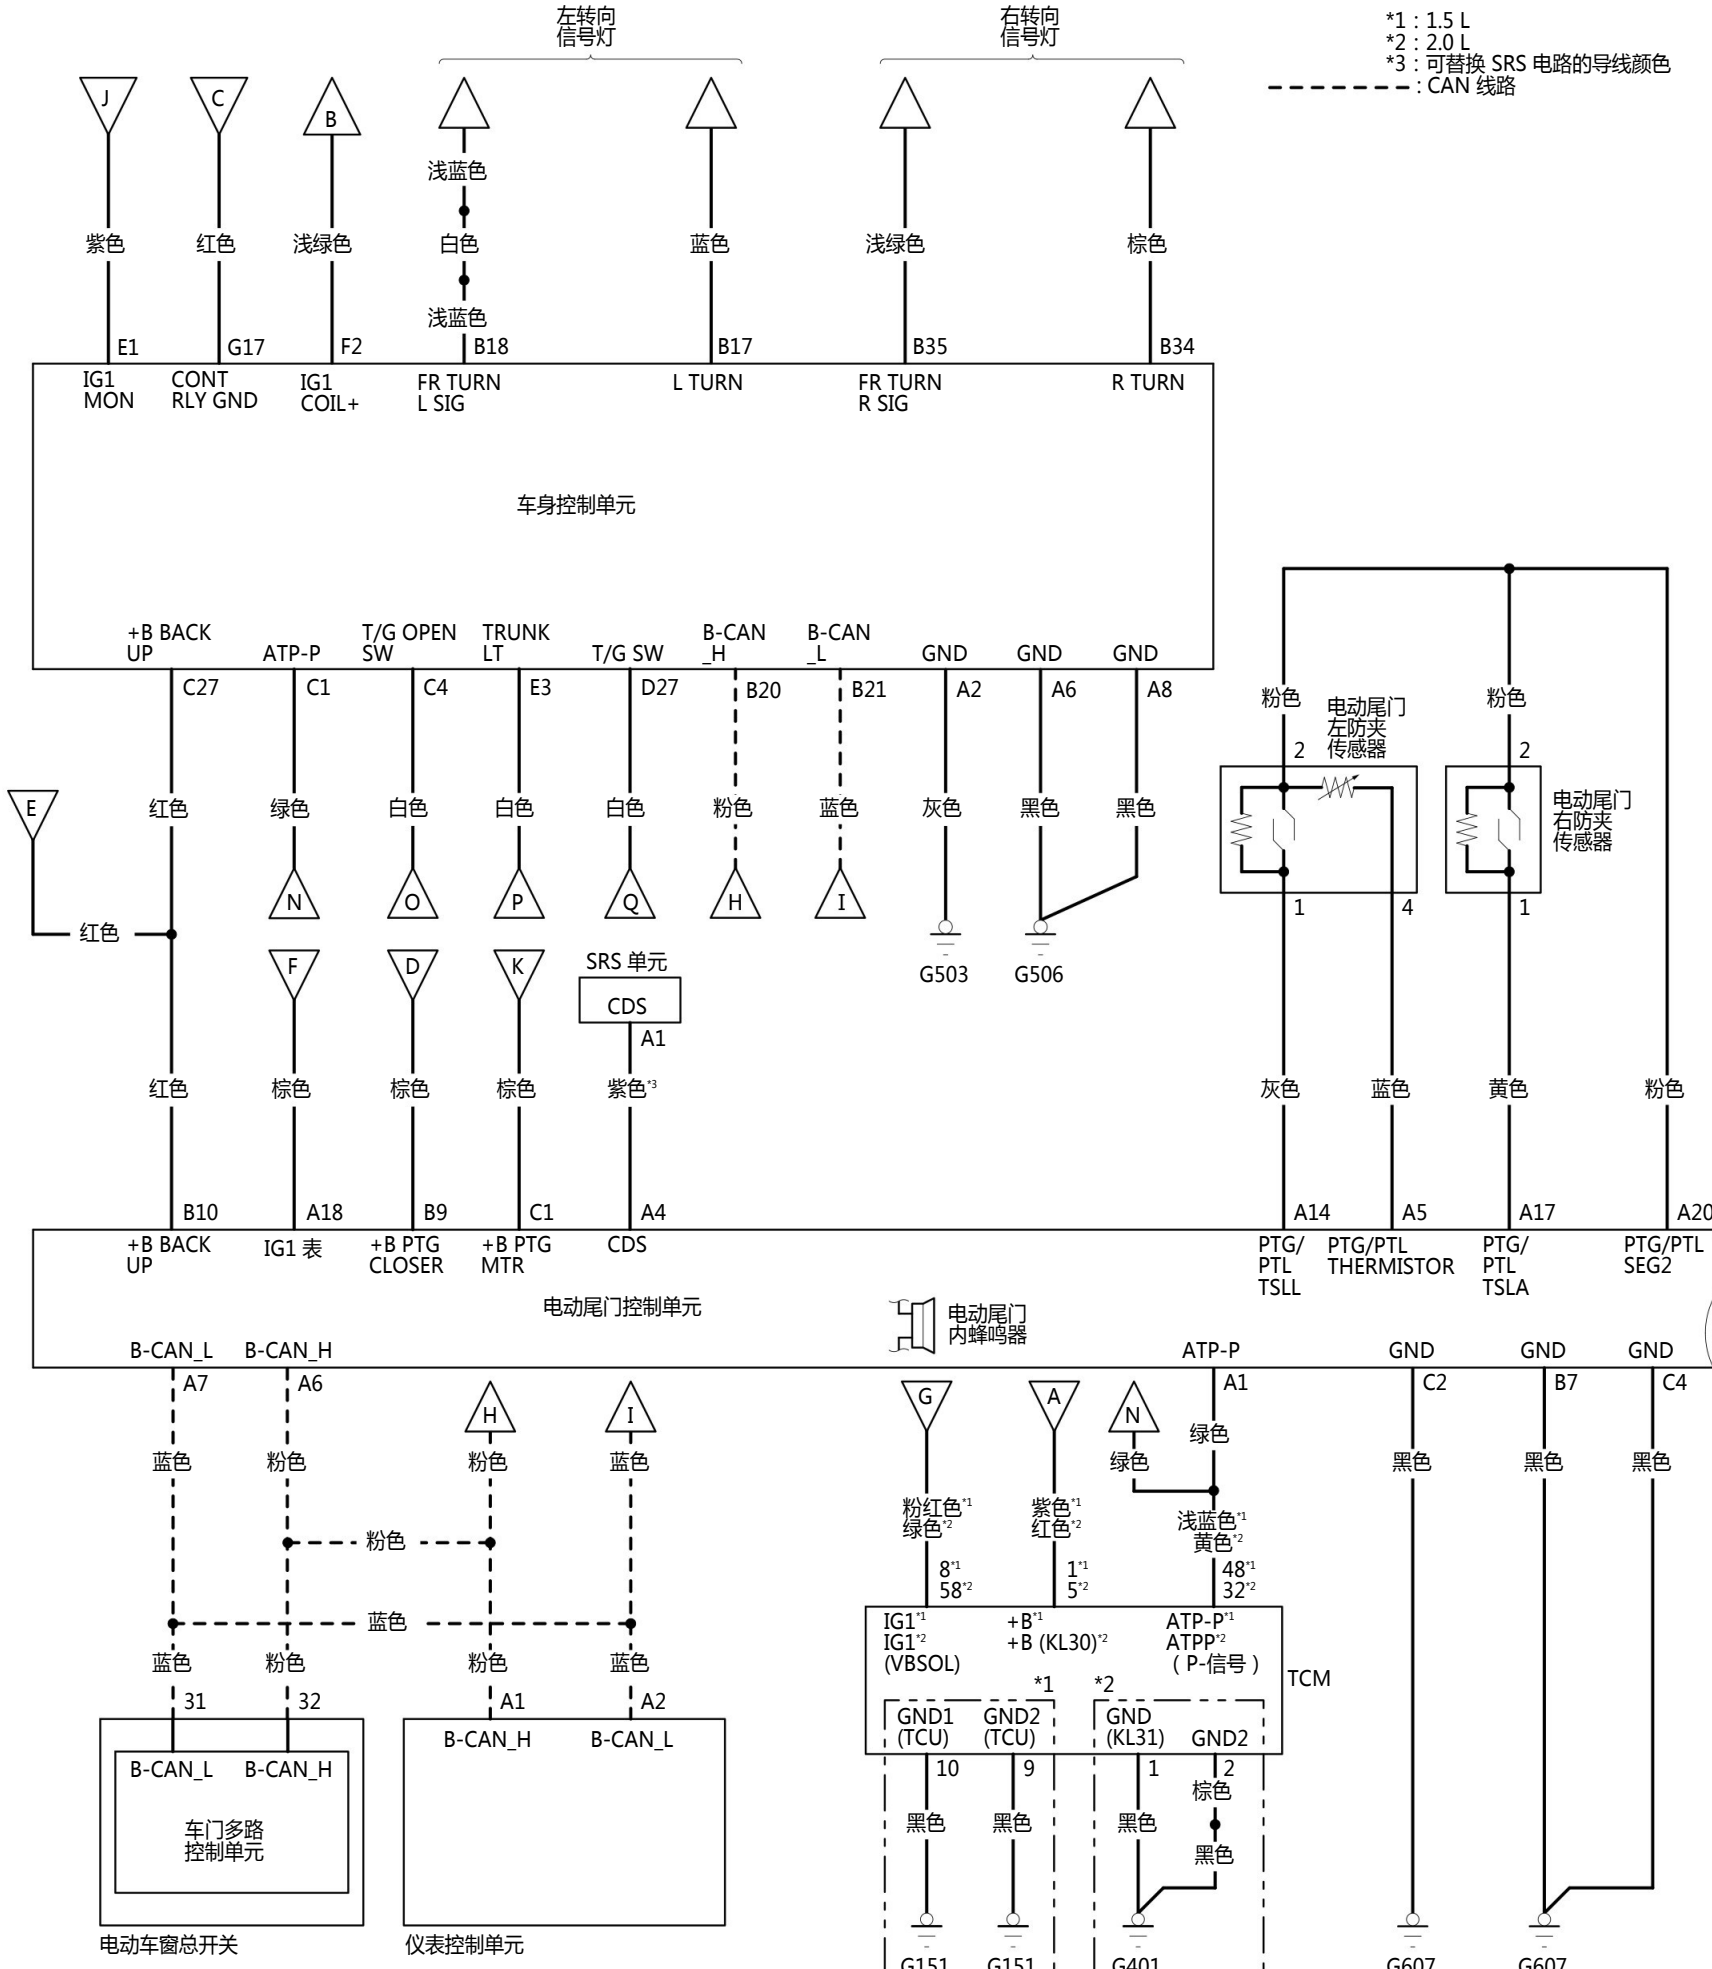 左转向
信号灯
右转向
信号灯
*1 : 1.5 L
*2 : 2.0 L
*3 : 可替换 SRS 电路的导线颜色
: CAN 线路
J
C
B
浅蓝色
紫色
红色
浅绿色
白色
蓝色
浅绿色
棕色
浅蓝色
E1
G17
F2
B18
B17
B35
B34
IG1
MON
CONT
RLY GND
IG1
COIL+
FR TURN
L SIG
L TURN
FR TURN
R SIG
R TURN
车身控制单元
+B BACK
UP
ATP-P
T/G OPEN
SW
TRUNK
LT
T/G SW
B-CAN
_H
B-CAN
_L
GND
GND
GND
C27
C1
C4
E3
D27
B20
B21
A2
A6
A8
粉色
电动尾门
左防夹
传感器
粉色
2
2
E
红色
绿色
白色
白色
白色
粉色
蓝色
灰色
黑色
黑色
电动尾门
右防夹
传感器
N
O
P
Q
H
I
1
4
1
红色
F
D
K
SRS 单元
CDS
A1
G503
G506
红色
棕色
棕色
棕色
紫色*3
灰色
蓝色
黄色
粉色
B10
A18
B9
C1
A4
A14
A5
A17
A20
+B BACK
UP
IG1 表
+B PTG
CLOSER
+B PTG
MTR
CDS
PTG/
PTL
TSLL
PTG/PTL
THERMISTOR
PTG/
PTL
TSLA
PTG/PTL
SEG2
电动尾门控制单元
电动尾门
内蜂鸣器
B-CAN_L
B-CAN_H
ATP-P
GND
GND
GND
A7
A6
A1
C2
B7
C4
H
I
G
A
N
绿色
蓝色
粉色
粉色
蓝色
绿色
黑色
黑色
黑色
粉红色*1
绿色*2
紫色*1
红色*2
浅蓝色*1
黄色*2
粉色
8*1
58*2
1*1
5*2
48*1
32*2
蓝色
IG1*1
IG1*2
(VBSOL)
+B*1
+B (KL30)*2
ATP-P*1
ATPP*2
( P-信号 )
TCM
蓝色
粉色
粉色
蓝色
*1
*2
31
32
A1
A2
GND1
(TCU)
GND2
(TCU)
GND
(KL31)
GND2
B-CAN_H
B-CAN_L
B-CAN_L
B-CAN_H
10
9
1
2
棕色
车门多路
控制单元
黑色
黑色
黑色
黑色
电动车窗总开关
仪表控制单元
G151
G151
G401
G607
G607